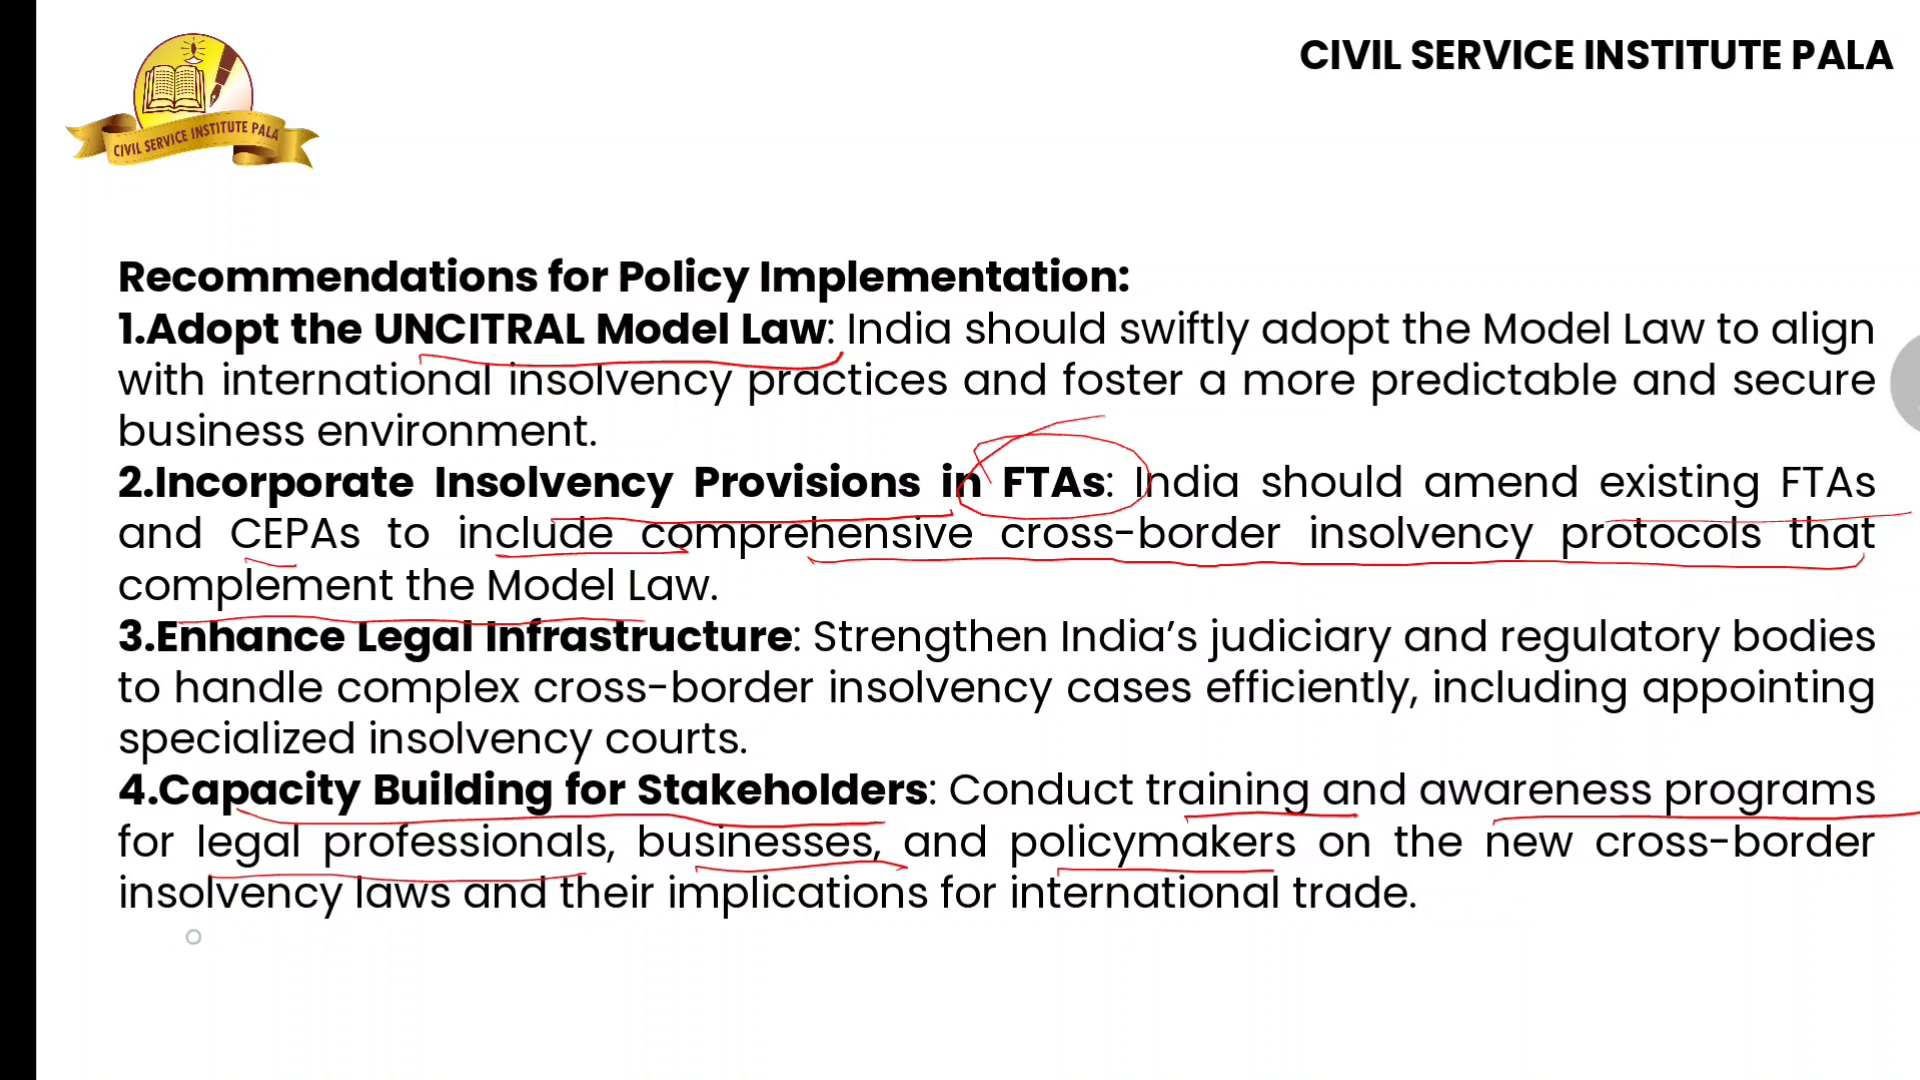 CIVIL SERVICE INSTITUTE PALA
CIVIL SERVICE INSTITUTE PALA
Recommendations for Policy Implementation:
1.Adopt the UNCITRAL Model Law: India should swiftly adopt the Model Law to align
with international insolvency practices and foster a more predictable and secure
business environment.
2.Incorporate Insolvency Provisions in FTAs: India should amend existing FTAs
and CEPAs to include comprehensive cross-border insolvency protocols that
complement the Model Law.
3.Enhance Legal Infrastructure: Strengthen India’s judiciary and regulatory bodies
to handle complex cross-border insolvency cases efficiently, including appointing
specialized insolvency courts.
4.Capacity Building for Stakeholders: Conduct training and awareness programs
for legal professionals, businesses, and policymakers on the new cross-border
insolvency laws and their implications for international trade.